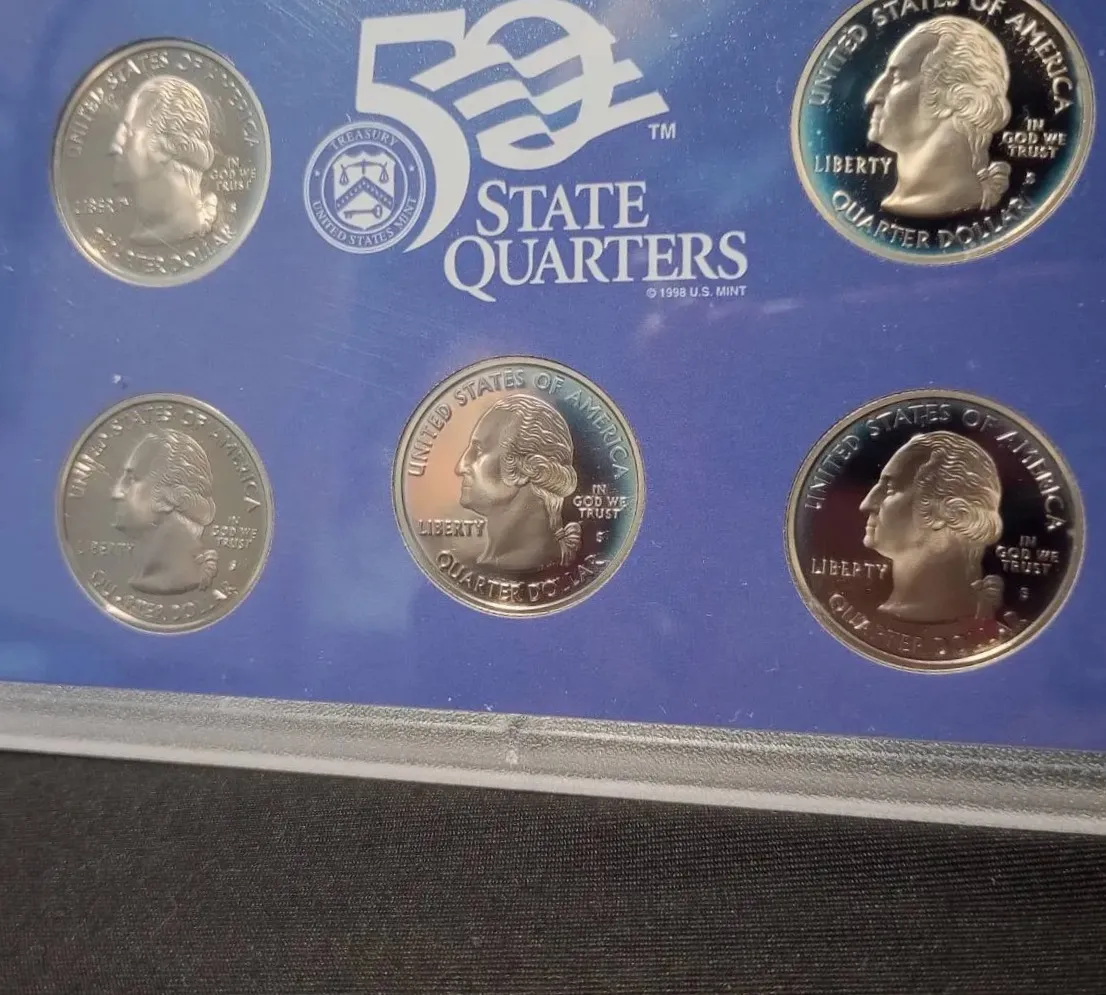 UNITED STATES OF AMERICA
LIBERTY
IN
GOD WE
TRUST
S
QUARTER DOLLAR
50
TM
TREASURY
UNITED STATES MINT
STATE
QUARTERS
© 1998 U.S. MINT
UNITED STATES OF AMERICA
LIBERTY
IN
GOD WE
TRUST
S
QUARTER DOLLAR
UNITED STATES OF AMERICA
LIBERTY
IN
GOD WE
TRUST
S
QUARTER DOLLAR
UNITED STATES OF AMERICA
LIBERTY
IN
GOD WE
TRUST
S
QUARTER DOLLAR
UNITED STATES OF AMERICA
LIBERTY
IN
GOD WE
TRUST
S
QUARTER DOLLAR